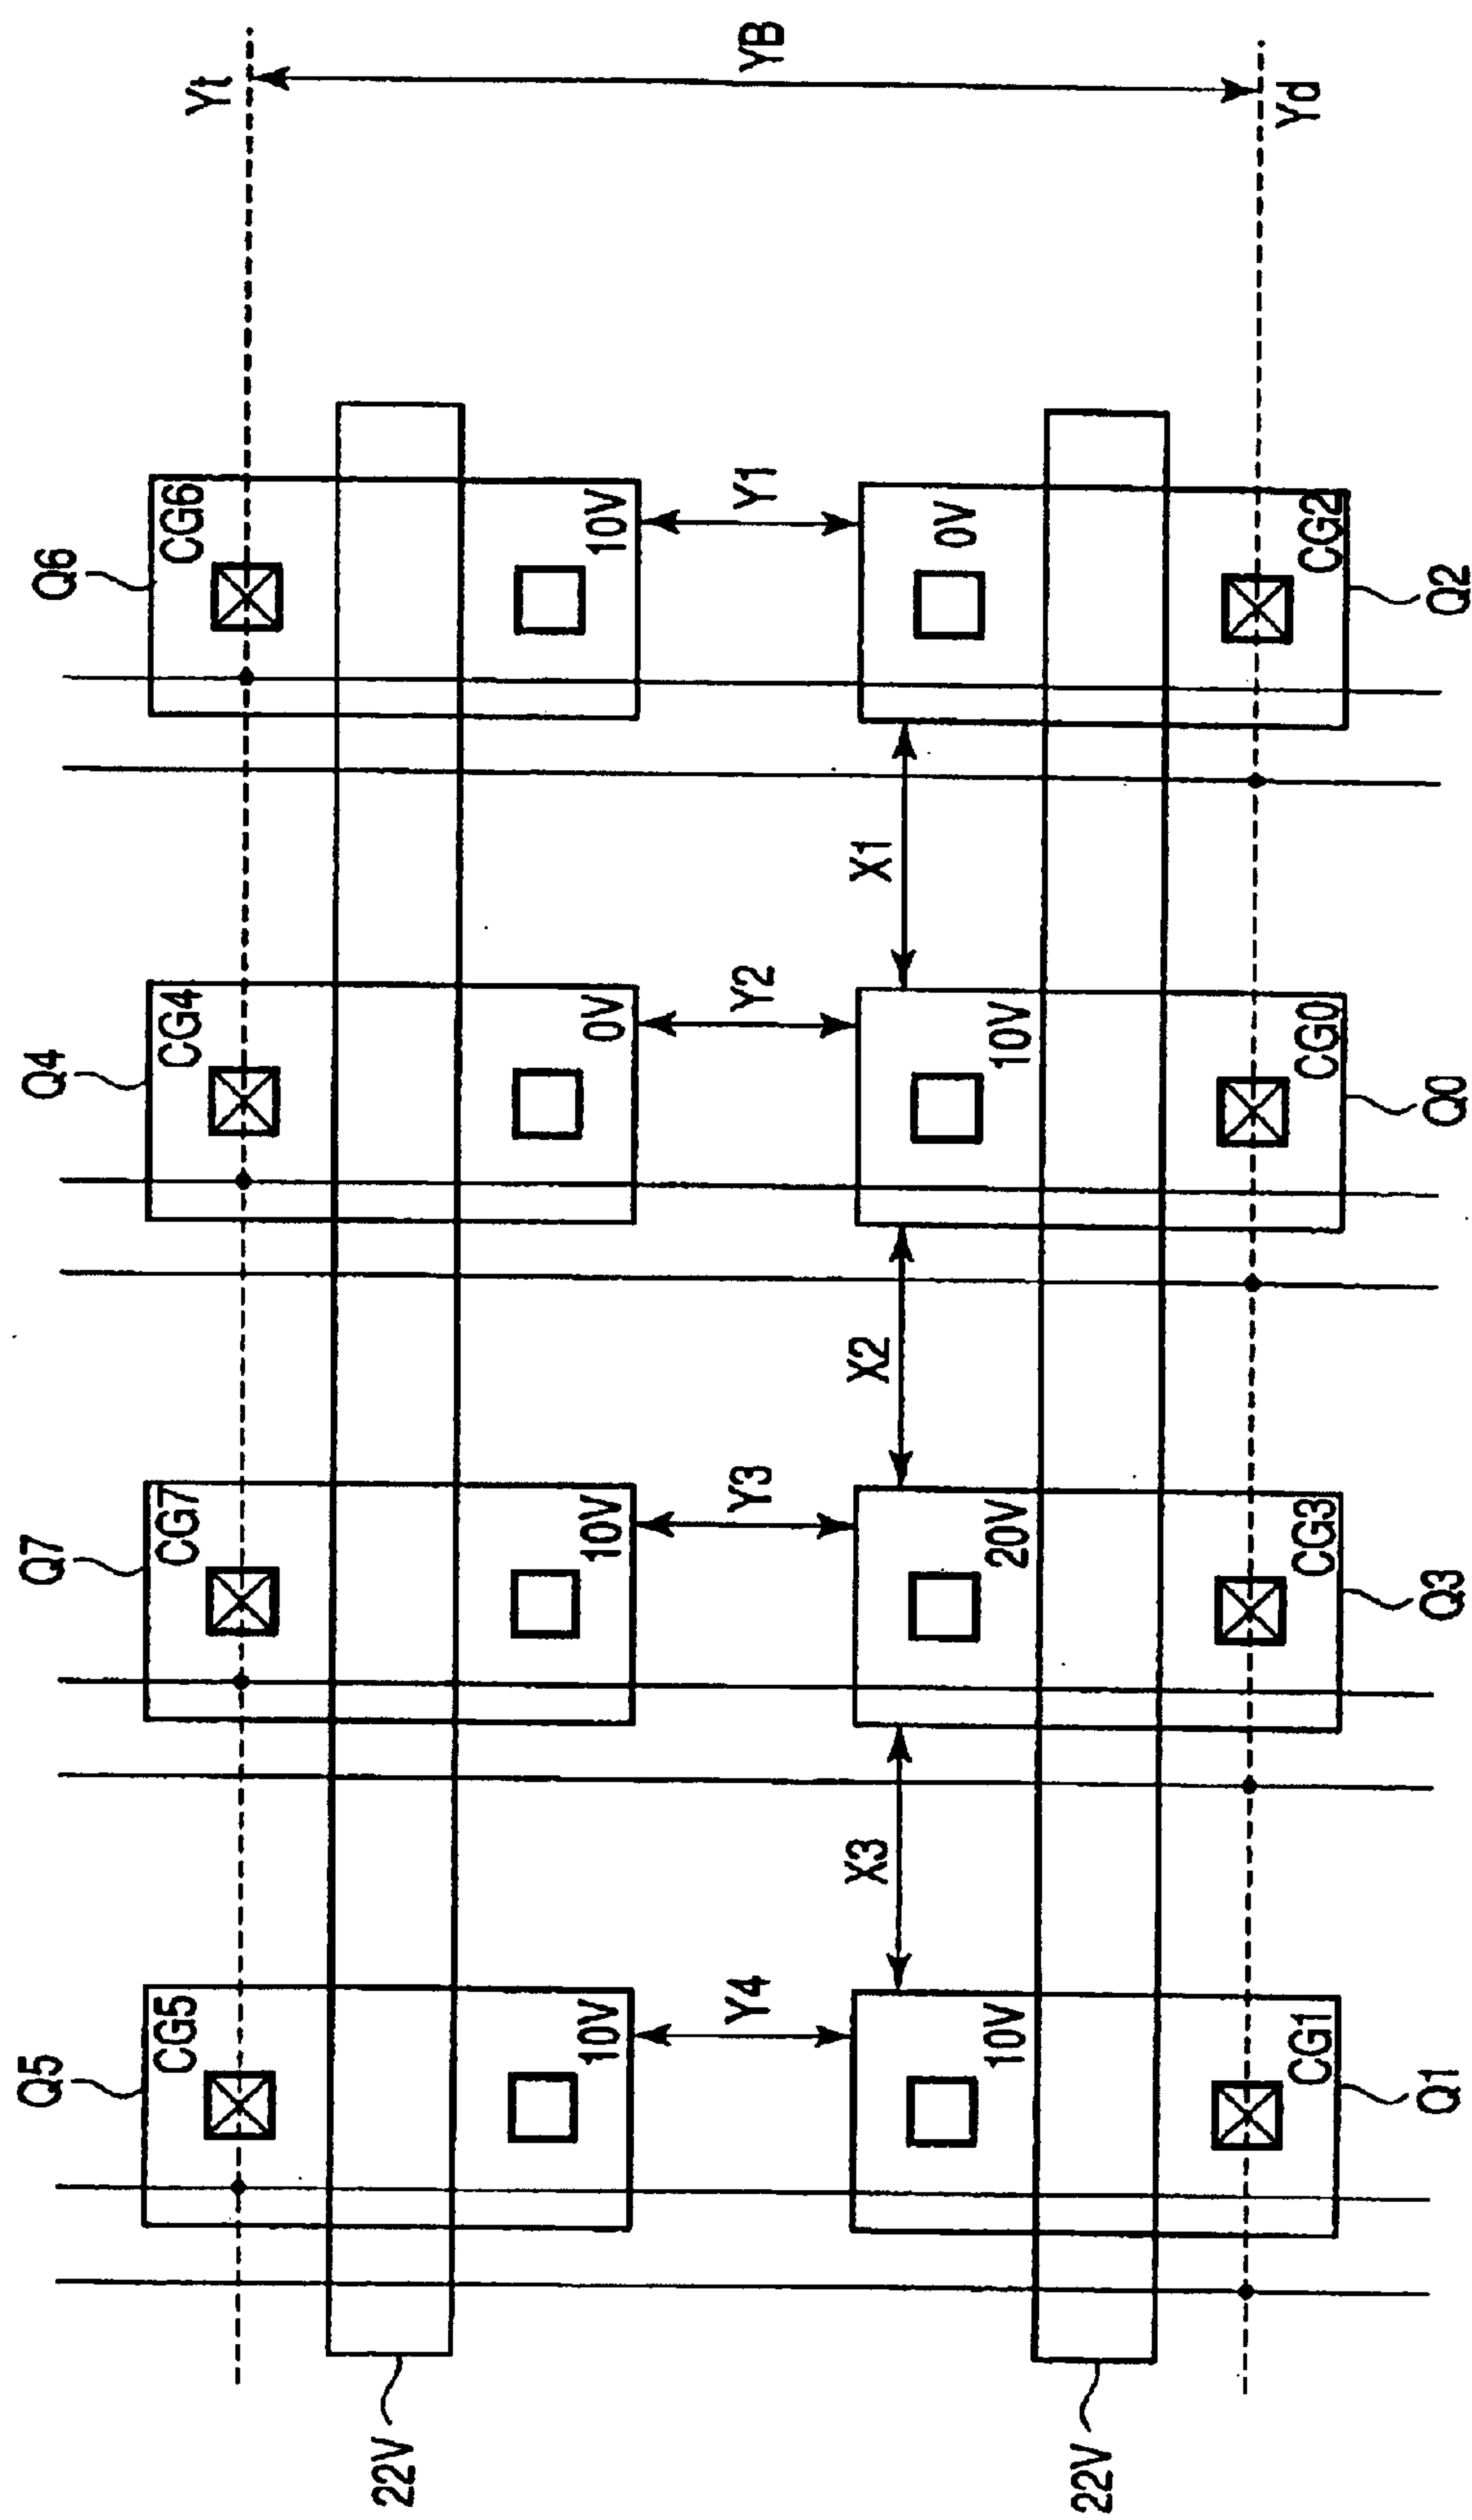 Q5 Q7 Q4 Q6
CG5 CG7 CG4 CG6 Yt
22V
10V 10V 0V 10V
Y4 Y3 Y2 Y1 YB
X3 X2 X1
10V 20V 10V 0V
22V
CG1 CG3 CG0 CG2 Yd
Q1 Q3 Q0 Q2